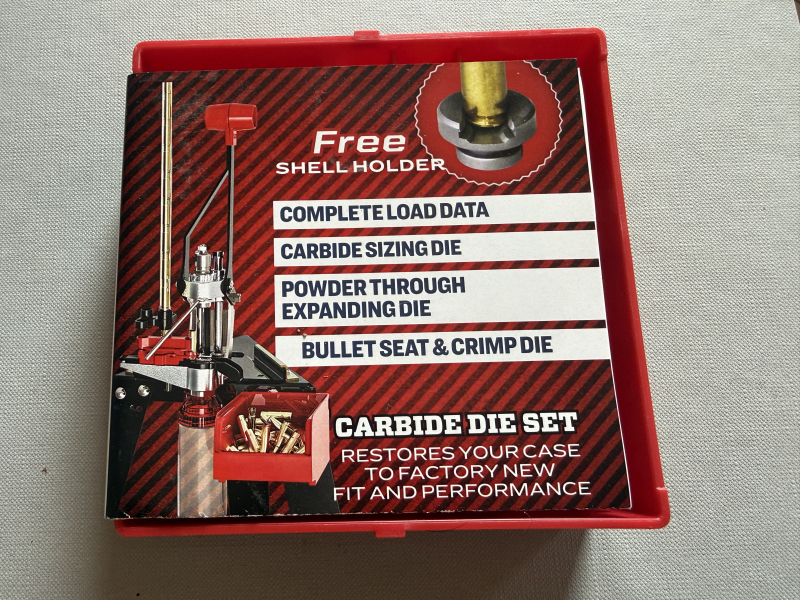 Free
SHELL HOLDER
COMPLETE LOAD DATA
CARBIDE SIZING DIE
POWDER THROUGH
EXPANDING DIE
BULLET SEAT & CRIMP DIE
CARBIDE DIE SET
RESTORES YOUR CASE
TO FACTORY NEW
FIT AND PERFORMANCE